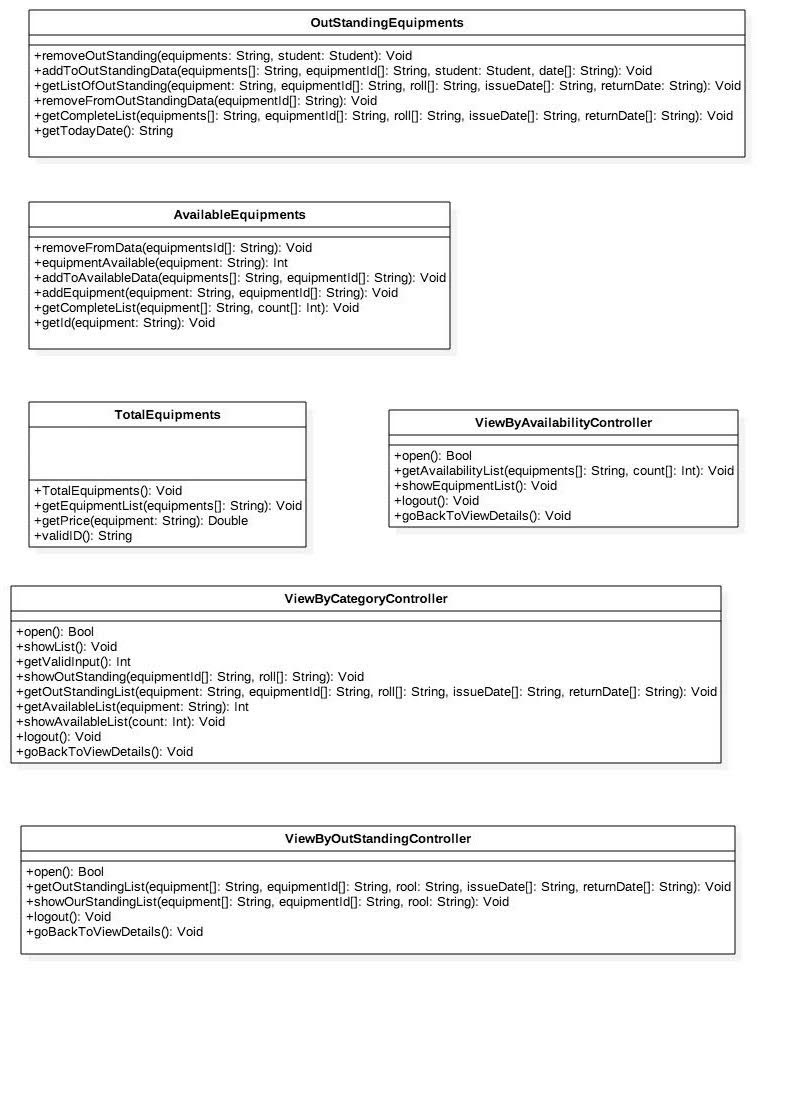 OutStandingEquipments
+removeOutStanding(equipments: String, student: Student): Void
+addToOutStandingData(equipments[]: String, equipmentId[]: String, student: Student, date[]: String): Void
+getListOfOutStanding(equipment: String, equipmentId[]: String, roll[]: String, issueDate[]: String, returnDate: String): Void
+removeFromOutStandingData(equipmentId[]: String): Void
+getCompleteList(equipments[]: String, equipmentId[]: String, roll[]: String, issueDate[]: String, returnDate[]: String): Void
+getTodayDate(): String
AvailableEquipments
+removeFromData(equipmentsId[]: String): Void
+equipmentAvailable(equipment: String): Int
+addToAvailableData(equipments[]: String, equipmentId[]: String): Void
+addEquipment(equipment: String, equipmentId[]: String): Void
+getCompleteList(equipment[]: String, count[]: Int): Void
+getId(equipment: String): Void
TotalEquipments
+TotalEquipments(): Void
+getEquipmentList(equipments[]: String): Void
+getPrice(equipment: String): Double
+validID(): String
ViewByAvailabilityController
+open(): Bool
+getAvailabilityList(equipments[]: String, count[]: Int): Void
+showEquipmentList(): Void
+logout(): Void
+goBackToViewDetails(): Void
ViewByCategoryController
+open(): Bool
+showList(): Void
+getValidInput(): Int
+showOutStanding(equipmentId[]: String, roll[]: String): Void
+getOutStandingList(equipment: String, equipmentId[]: String, roll[]: String, issueDate[]: String, returnDate[]: String): Void
+getAvailableList(equipment: String): Int
+showAvailableList(count: Int): Void
+logout(): Void
+goBackToViewDetails(): Void
ViewByOutStandingController
+open(): Bool
+getOutStandingList(equipment[]: String, equipmentId[]: String, rool: String, issueDate[]: String, returnDate[]: String): Void
+showOurStandingList(equipment[]: String, equipmentId[]: String, rool: String): Void
+logout(): Void
+goBackToViewDetails(): Void